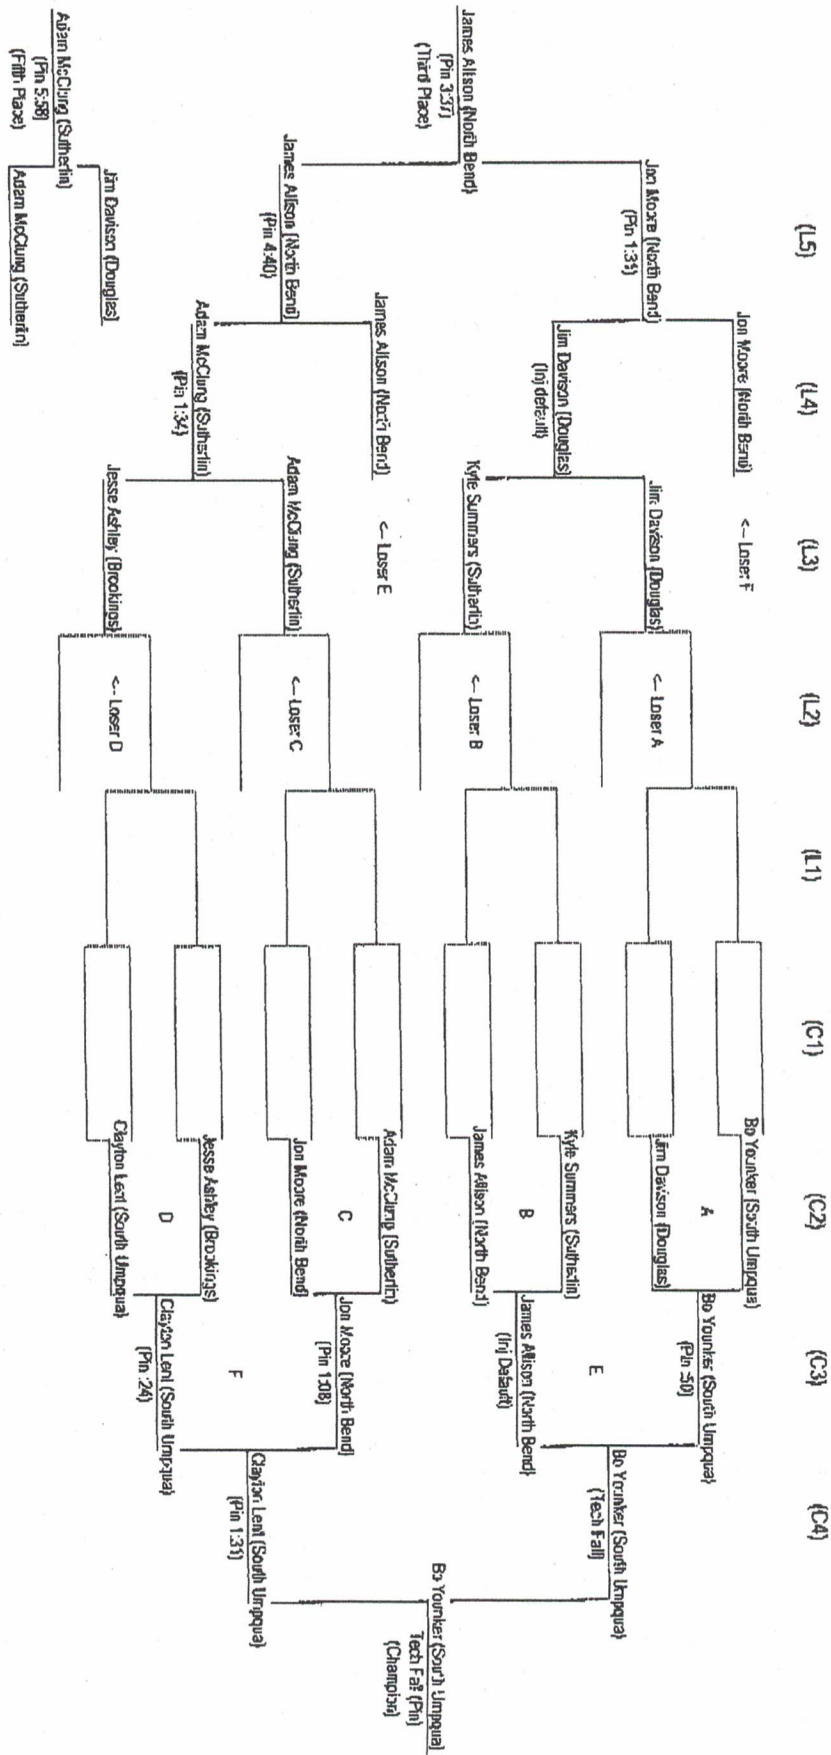 (L5)
(L4)
(L3)
(L2)
(L1)
(C1)
(C2)
(C3)
(C4)
Bo Younker (South Umpqua)
A
Jim Davison (Douglas)
Kyle Summers (Sutherlin)
B
James Allison (North Bend)
Adam McClung (Sutherlin)
C
Jon Moore (North Bend)
Jesse Ashley (Brookings)
D
Clayton Lent (South Umpqua)
Bo Younker (South Umpqua)
(Pin :50)
E
James Allison (North Bend)
(Inj Default)
Jon Moore (North Bend)
(Pin 1:08)
F
Clayton Lent (South Umpqua)
(Pin :24)
Bo Younker (South Umpqua)
(Tech Fall)
Clayton Lent (South Umpqua)
(Pin 1:31)
Bo Younker (South Umpqua)
Tech Fall (Pin)
(Champion)
<-- Loser A
<-- Loser B
<-- Loser C
<-- Loser D
Jim Davison (Douglas)
Kyle Summers (Sutherlin)
Adam McClung (Sutherlin)
Jesse Ashley (Brookings)
<-- Loser F
<-- Loser E
Jon Moore (North Bend)
Jim Davison (Douglas)
(Inj default)
James Allison (North Bend)
Adam McClung (Sutherlin)
(Pin 1:34)
Jon Moore (North Bend)
(Pin 1:31)
James Allison (North Bend)
(Pin 4:40)
James Allison (North Bend)
(Pin 3:37)
(Third Place)
Jim Davison (Douglas)
Adam McClung (Sutherlin)
Adam McClung (Sutherlin)
(Pin 5:58)
(Fifth Place)